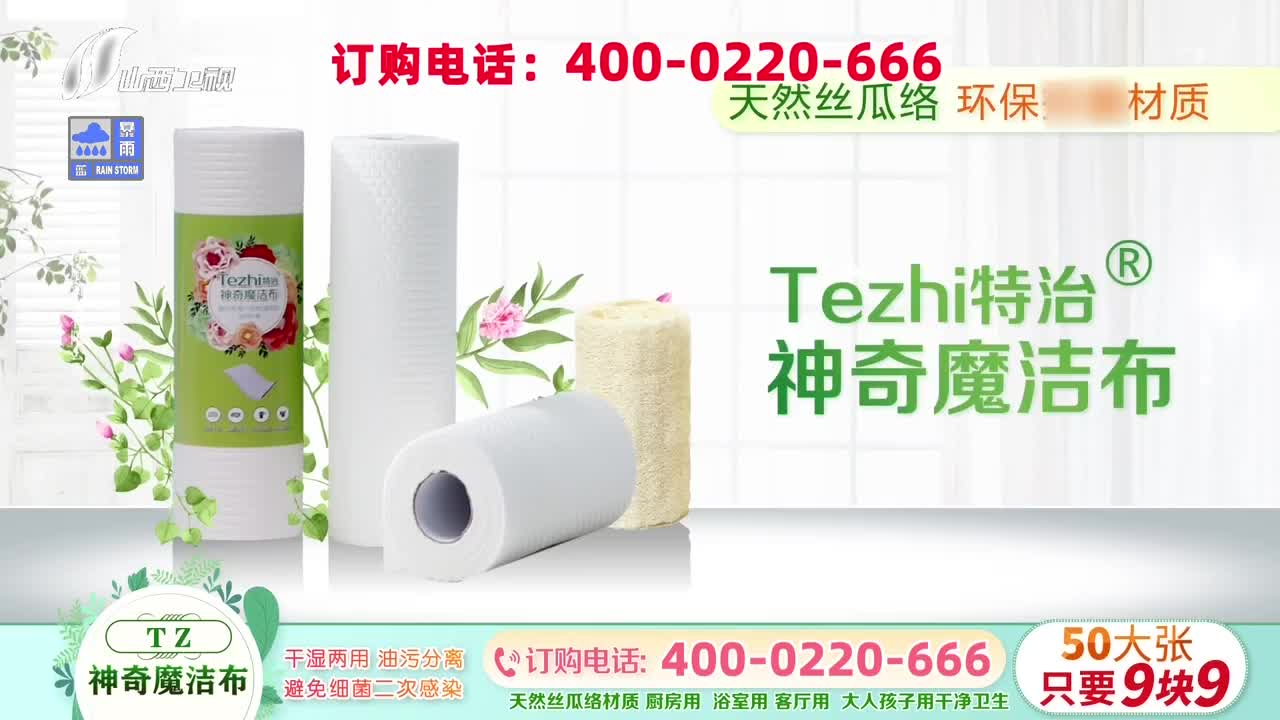 订购电话：400-0220-666
山西卫视
天然丝瓜络 环保 材质
暴雨
蓝 RAIN STORM
Tezhi特治
神奇魔洁布
Tezhi特治®
神奇魔洁布
TZ
神奇魔洁布
干湿两用 油污分离
避免细菌二次感染
订购电话: 400-0220-666
天然丝瓜络材质 厨房用 浴室用 客厅用 大人孩子用干净卫生
50大张
只要9块9